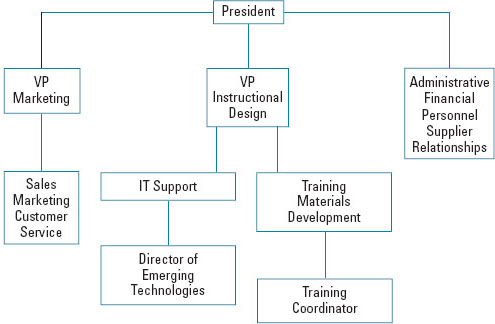 President
VP
Marketing
VP
Instructional
Design
Administrative
Financial
Personnel
Supplier
Relationships
Sales
Marketing
Customer
Service
IT Support
Training
Materials
Development
Director of
Emerging
Technologies
Training
Coordinator